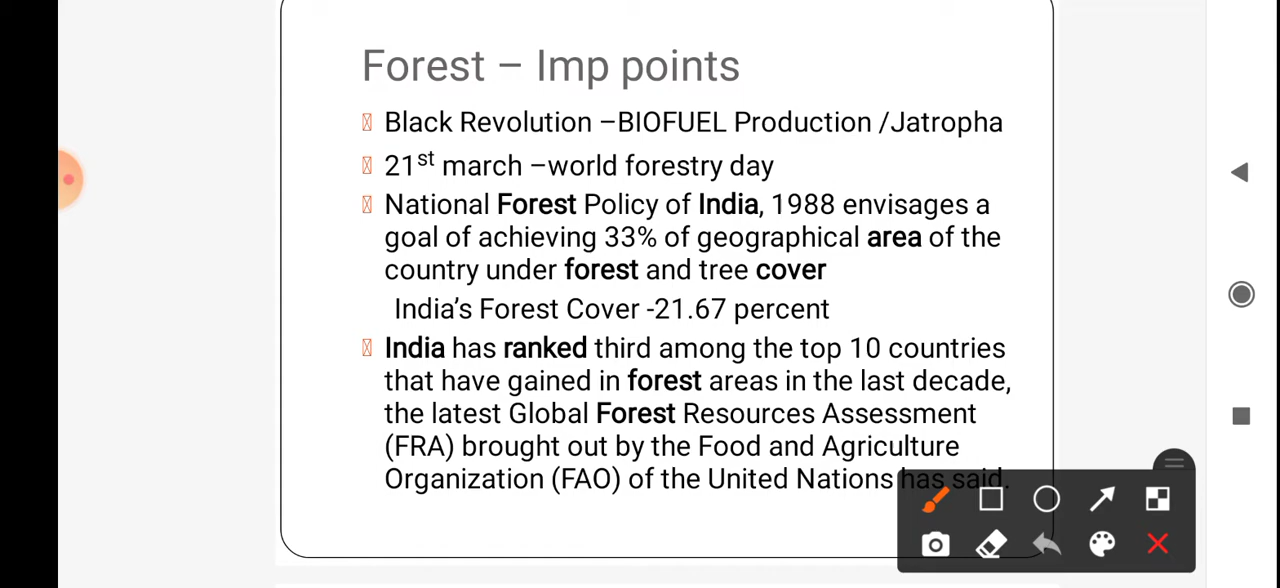 Forest – Imp points
Black Revolution –BIOFUEL Production /Jatropha
21st march –world forestry day
National Forest Policy of India, 1988 envisages a
goal of achieving 33% of geographical area of the
country under forest and tree cover
India's Forest Cover -21.67 percent
India has ranked third among the top 10 countries
that have gained in forest areas in the last decade,
the latest Global Forest Resources Assessment
(FRA) brought out by the Food and Agriculture
Organization (FAO) of the United Nations has said.